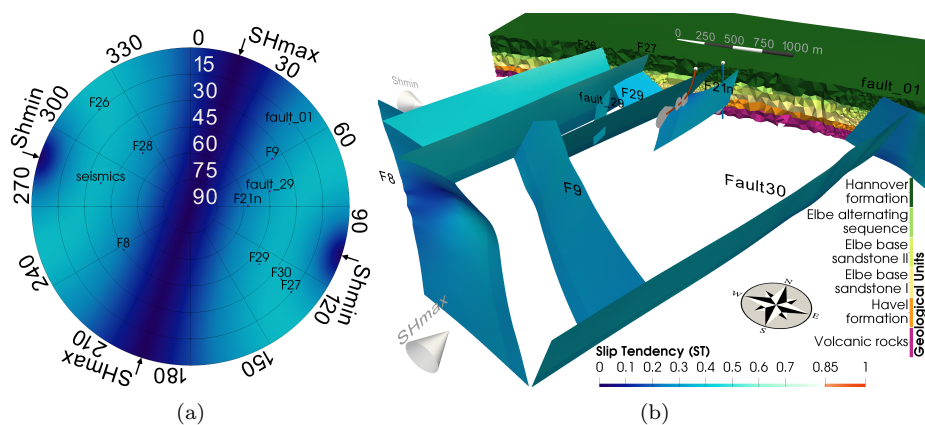 0
SHmax
330
30
15
30
45
60
75
90
300
Shmin
F26
fault_01
60
F28
F9
seismics
270
fault_29
F21n
90
F8
F29
F30
F27
240
120
Shmin
210
SHmax
180
150
(a)
0 250 500 750 1000 m
F26
F27
Shmin
fault_01
F29
F21n
fault_29
F8
F9
Fault30
SHmax
N
W
E
S
Hannover
formation
Elbe alternating
sequence
Elbe base
sandstone II
Elbe base
sandstone I
Havel
formation
Volcanic rocks
Geological Units
Slip Tendency (ST)
0 0.1 0.2 0.3 0.4 0.5 0.6 0.7 0.85 1
(b)